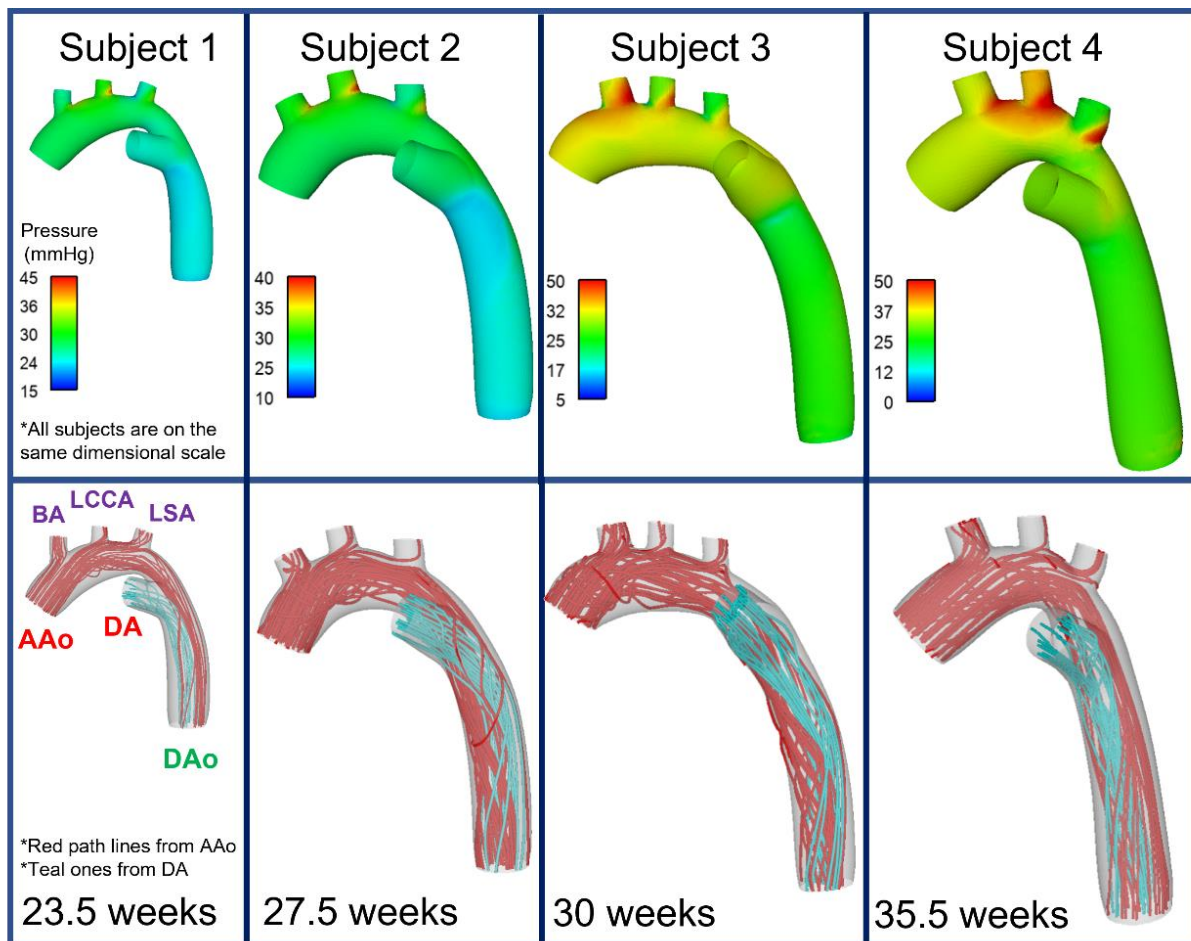 Subject 1
Subject 2
Subject 3
Subject 4
Pressure
(mmHg)
45
36
30
24
15
40
35
30
25
10
50
32
25
17
5
50
37
25
12
0
*All subjects are on the
same dimensional scale
BA
LCCA
LSA
AAo
DA
DAo
*Red path lines from AAo
*Teal ones from DA
23.5 weeks
27.5 weeks
30 weeks
35.5 weeks